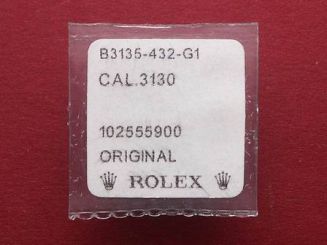 B3135-432-G1
CAL.3130
102555900
ORIGINAL
ROLEX